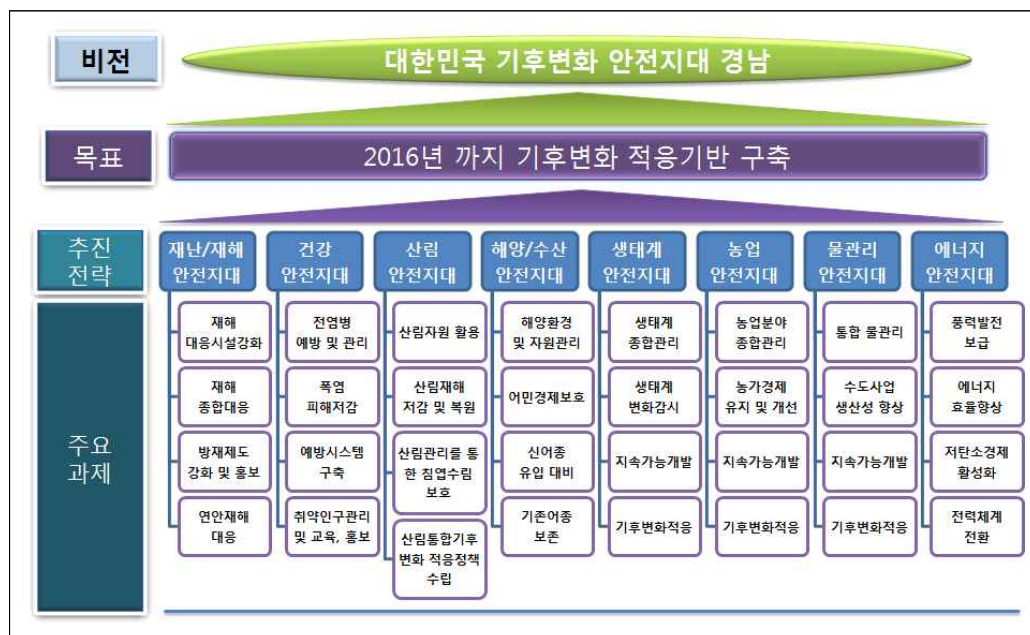 비전
대한민국 기후변화 안전지대 경남
목표
2016년 까지 기후변화 적응기반 구축
추진
전략
재난/재해
안전지대
건강
안전지대
산림
안전지대
해양/수산
안전지대
생태계
안전지대
농업
안전지대
물관리
안전지대
에너지
안전지대
주요
과제
재해
대응시설강화
재해
종합대응
방재제도
강화 및 홍보
연안재해
대응
전염병
예방 및 관리
폭염
피해저감
예방시스템
구축
취약인구관리
및 교육, 홍보
산림자원 활용
산림재해
저감 및 복원
산림관리를 통
한 침엽수림
보호
산림통합기후
변화 적응정책
수립
해양환경
및 자원관리
어민경제보호
신어종
유입 대비
기존어종
보존
생태계
종합관리
생태계
변화감시
지속가능개발
기후변화적응
농업분야
종합관리
농가경제
유지 및 개선
지속가능개발
기후변화적응
통합 물관리
수도사업
생산성 향상
지속가능개발
기후변화적응
풍력발전
보급
에너지
효율향상
저탄소경제
활성화
전력체계
전환